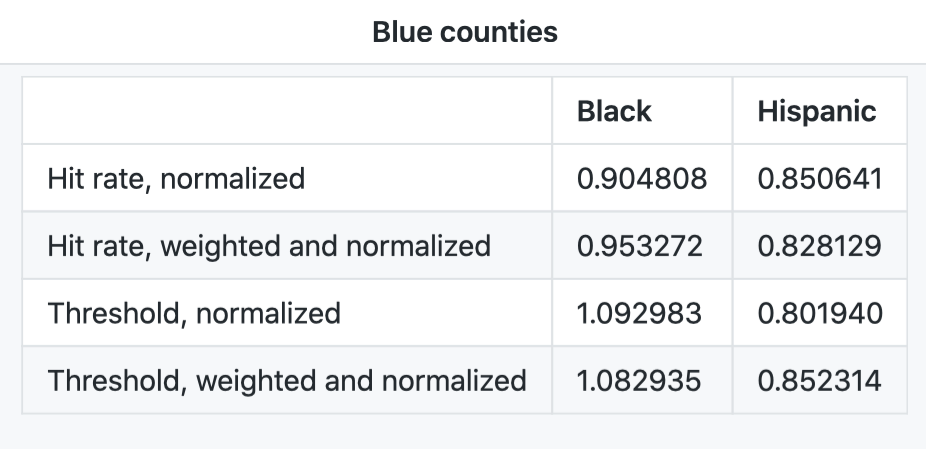 Blue counties
Black Hispanic
Hit rate, normalized 0.904808 0.850641
Hit rate, weighted and normalized 0.953272 0.828129
Threshold, normalized 1.092983 0.801940
Threshold, weighted and normalized 1.082935 0.852314